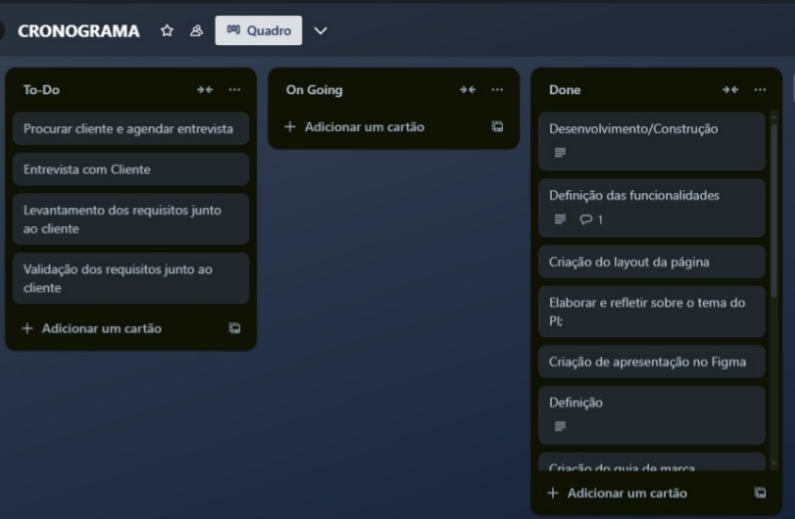 CRONOGRAMA
Quadro
To-Do
Procurar cliente e agendar entrevista
Entrevista com Cliente
Levantamento dos requisitos junto
ao cliente
Validação dos requisitos junto ao
cliente
Adicionar um cartão
On Going
Adicionar um cartão
Done
Desenvolvimento/Construção
Definição das funcionalidades
1
Criação do layout da página
Elaborar e refletir sobre o tema do
PI;
Criação de apresentação no Figma
Definição
Criação do guia de marca
Adicionar um cartão